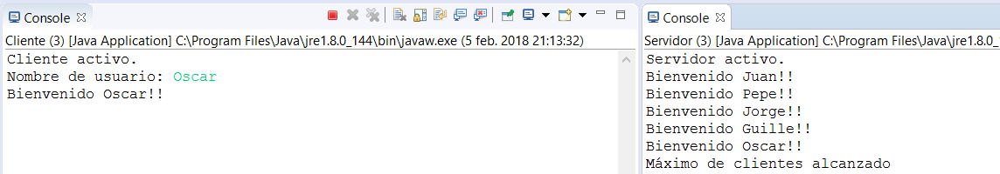 Console
Cliente (3) [Java Application] C:\Program Files\Java\jre1.8.0_144\bin\javaw.exe (5 feb. 2018 21:13:32)
Cliente activo.
Nombre de usuario: Oscar
Bienvenido Oscar!!
Console
Servidor (3) [Java Application] C:\Program Files\Java\jre1.8.0_
Servidor activo.
Bienvenido Juan!!
Bienvenido Pepe!!
Bienvenido Jorge!!
Bienvenido Guille!!
Bienvenido Oscar!!
Máximo de clientes alcanzado